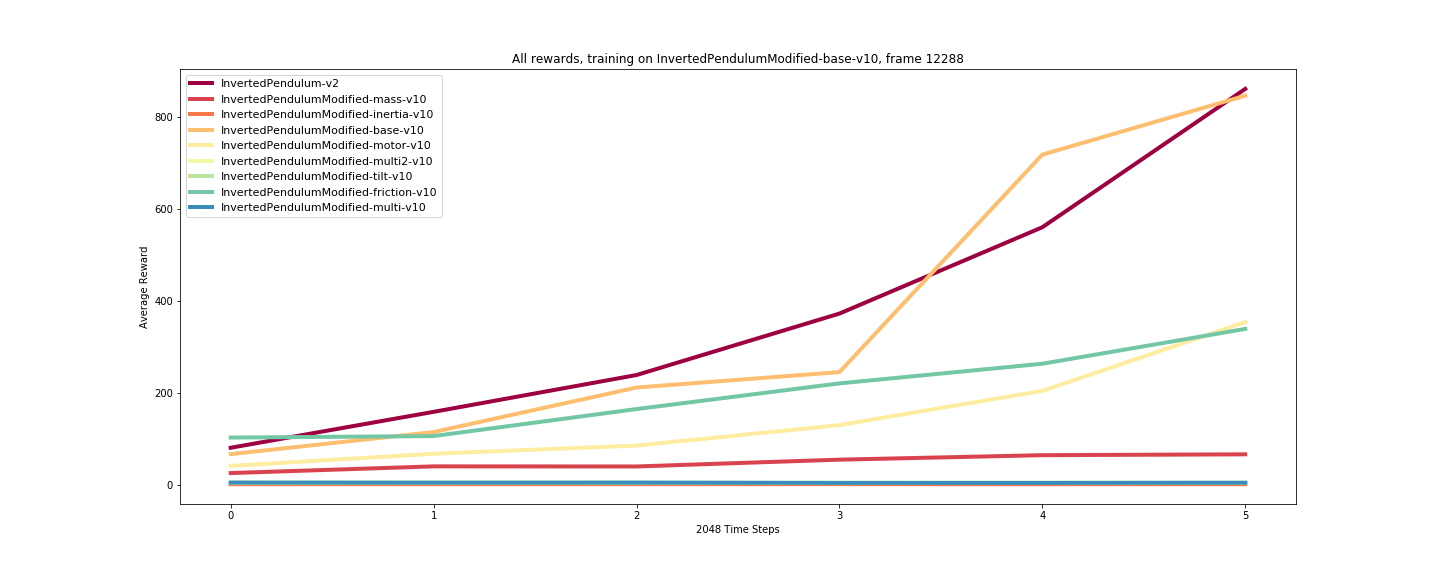 All rewards, training on InvertedPendulumModified-base-v10, frame 12288
InvertedPendulum-v2
InvertedPendulumModified-mass-v10
InvertedPendulumModified-inertia-v10
InvertedPendulumModified-base-v10
InvertedPendulumModified-motor-v10
InvertedPendulumModified-multi2-v10
InvertedPendulumModified-tilt-v10
InvertedPendulumModified-friction-v10
InvertedPendulumModified-multi-v10
Average Reward
800
600
400
200
0
0 1 2 3 4 5
2048 Time Steps